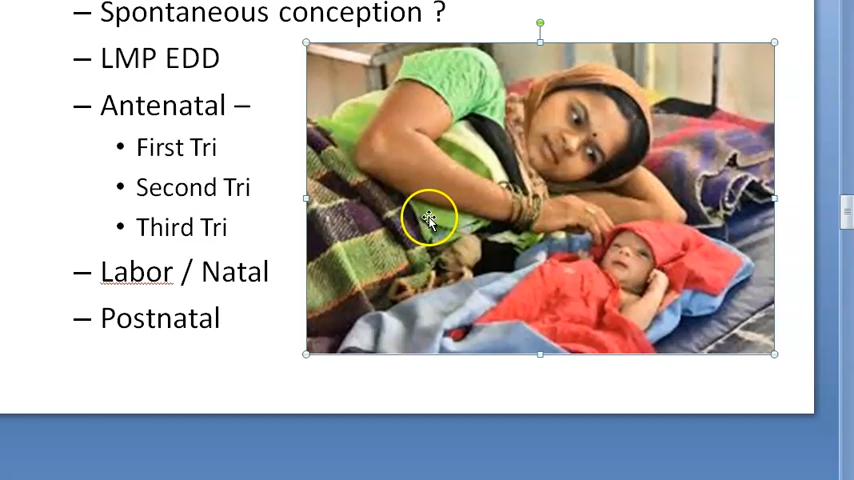 – Spontaneous conception ?
– LMP EDD
– Antenatal –
• First Tri
• Second Tri
• Third Tri
– Labor / Natal
– Postnatal